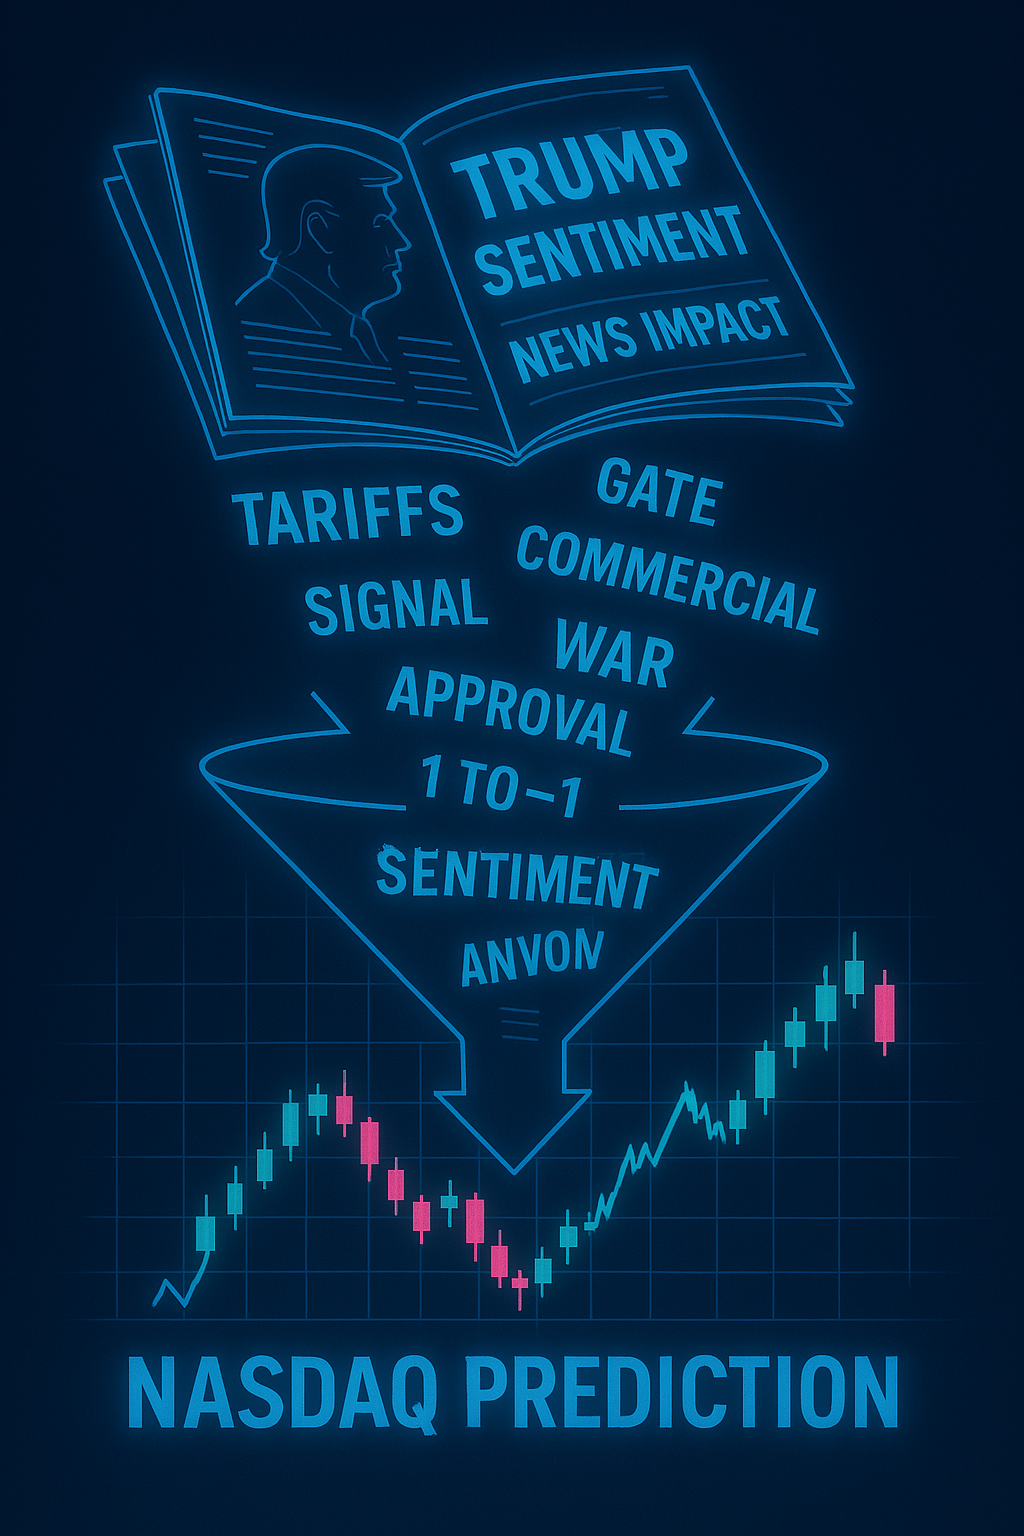 TRUMP
SENTIMENT
NEWS IMPACT
TARIFFS
GATE
COMMERCIAL
SIGNAL
WAR
APPROVAL
1 TO –1
SENTIMENT
ANVON
NASDAQ PREDICTION